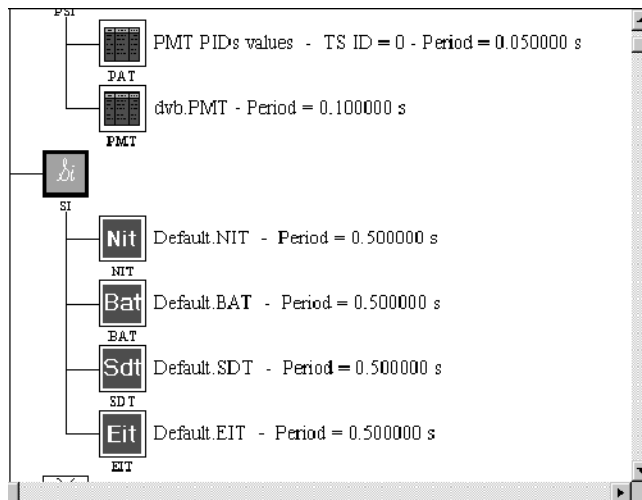 PSI
PMT PIDs values - TS ID = 0 - Period = 0.050000 s
PAT
dvb.PMT - Period = 0.100000 s
PMT
Si
SI
Nit Default.NIT - Period = 0.500000 s
NIT
Bat Default.BAT - Period = 0.500000 s
BAT
Sdt Default.SDT - Period = 0.500000 s
SDT
Eit Default.EIT - Period = 0.500000 s
EIT